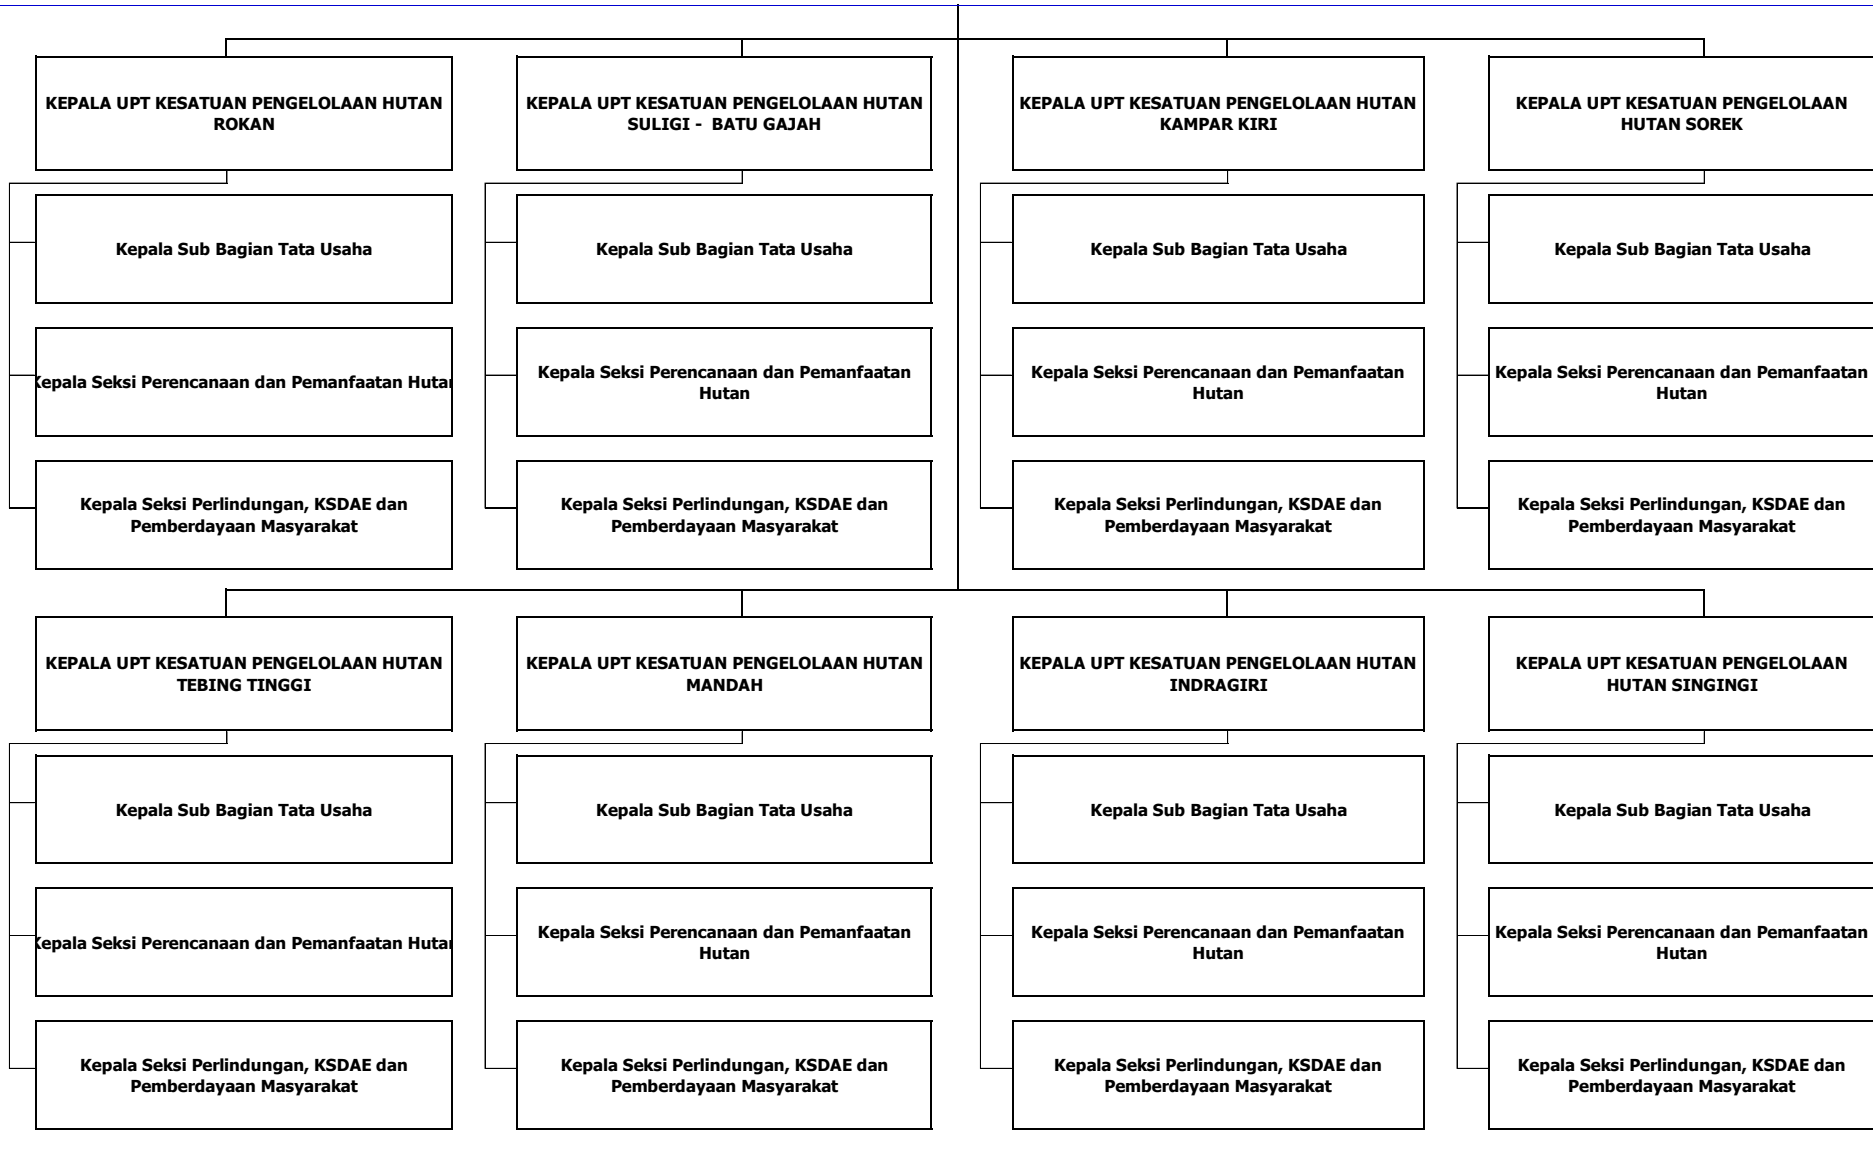 KEPALA UPT KESATUAN PENGELOLAAN HUTAN
ROKAN
KEPALA UPT KESATUAN PENGELOLAAN HUTAN
SULIGI - BATU GAJAH
KEPALA UPT KESATUAN PENGELOLAAN HUTAN
KAMPAR KIRI
KEPALA UPT KESATUAN PENGELOLAAN
HUTAN SOREK
Kepala Sub Bagian Tata Usaha
Kepala Sub Bagian Tata Usaha
Kepala Sub Bagian Tata Usaha
Kepala Sub Bagian Tata Usaha
Kepala Seksi Perencanaan dan Pemanfaatan Hutan
Kepala Seksi Perencanaan dan Pemanfaatan
Hutan
Kepala Seksi Perencanaan dan Pemanfaatan
Hutan
Kepala Seksi Perencanaan dan Pemanfaatan
Hutan
Kepala Seksi Perlindungan, KSDAE dan
Pemberdayaan Masyarakat
Kepala Seksi Perlindungan, KSDAE dan
Pemberdayaan Masyarakat
Kepala Seksi Perlindungan, KSDAE dan
Pemberdayaan Masyarakat
Kepala Seksi Perlindungan, KSDAE dan
Pemberdayaan Masyarakat
KEPALA UPT KESATUAN PENGELOLAAN HUTAN
TEBING TINGGI
KEPALA UPT KESATUAN PENGELOLAAN HUTAN
MANDAH
KEPALA UPT KESATUAN PENGELOLAAN HUTAN
INDRAGIRI
KEPALA UPT KESATUAN PENGELOLAAN
HUTAN SINGINGI
Kepala Sub Bagian Tata Usaha
Kepala Sub Bagian Tata Usaha
Kepala Sub Bagian Tata Usaha
Kepala Sub Bagian Tata Usaha
Kepala Seksi Perencanaan dan Pemanfaatan Hutan
Kepala Seksi Perencanaan dan Pemanfaatan
Hutan
Kepala Seksi Perencanaan dan Pemanfaatan
Hutan
Kepala Seksi Perencanaan dan Pemanfaatan
Hutan
Kepala Seksi Perlindungan, KSDAE dan
Pemberdayaan Masyarakat
Kepala Seksi Perlindungan, KSDAE dan
Pemberdayaan Masyarakat
Kepala Seksi Perlindungan, KSDAE dan
Pemberdayaan Masyarakat
Kepala Seksi Perlindungan, KSDAE dan
Pemberdayaan Masyarakat